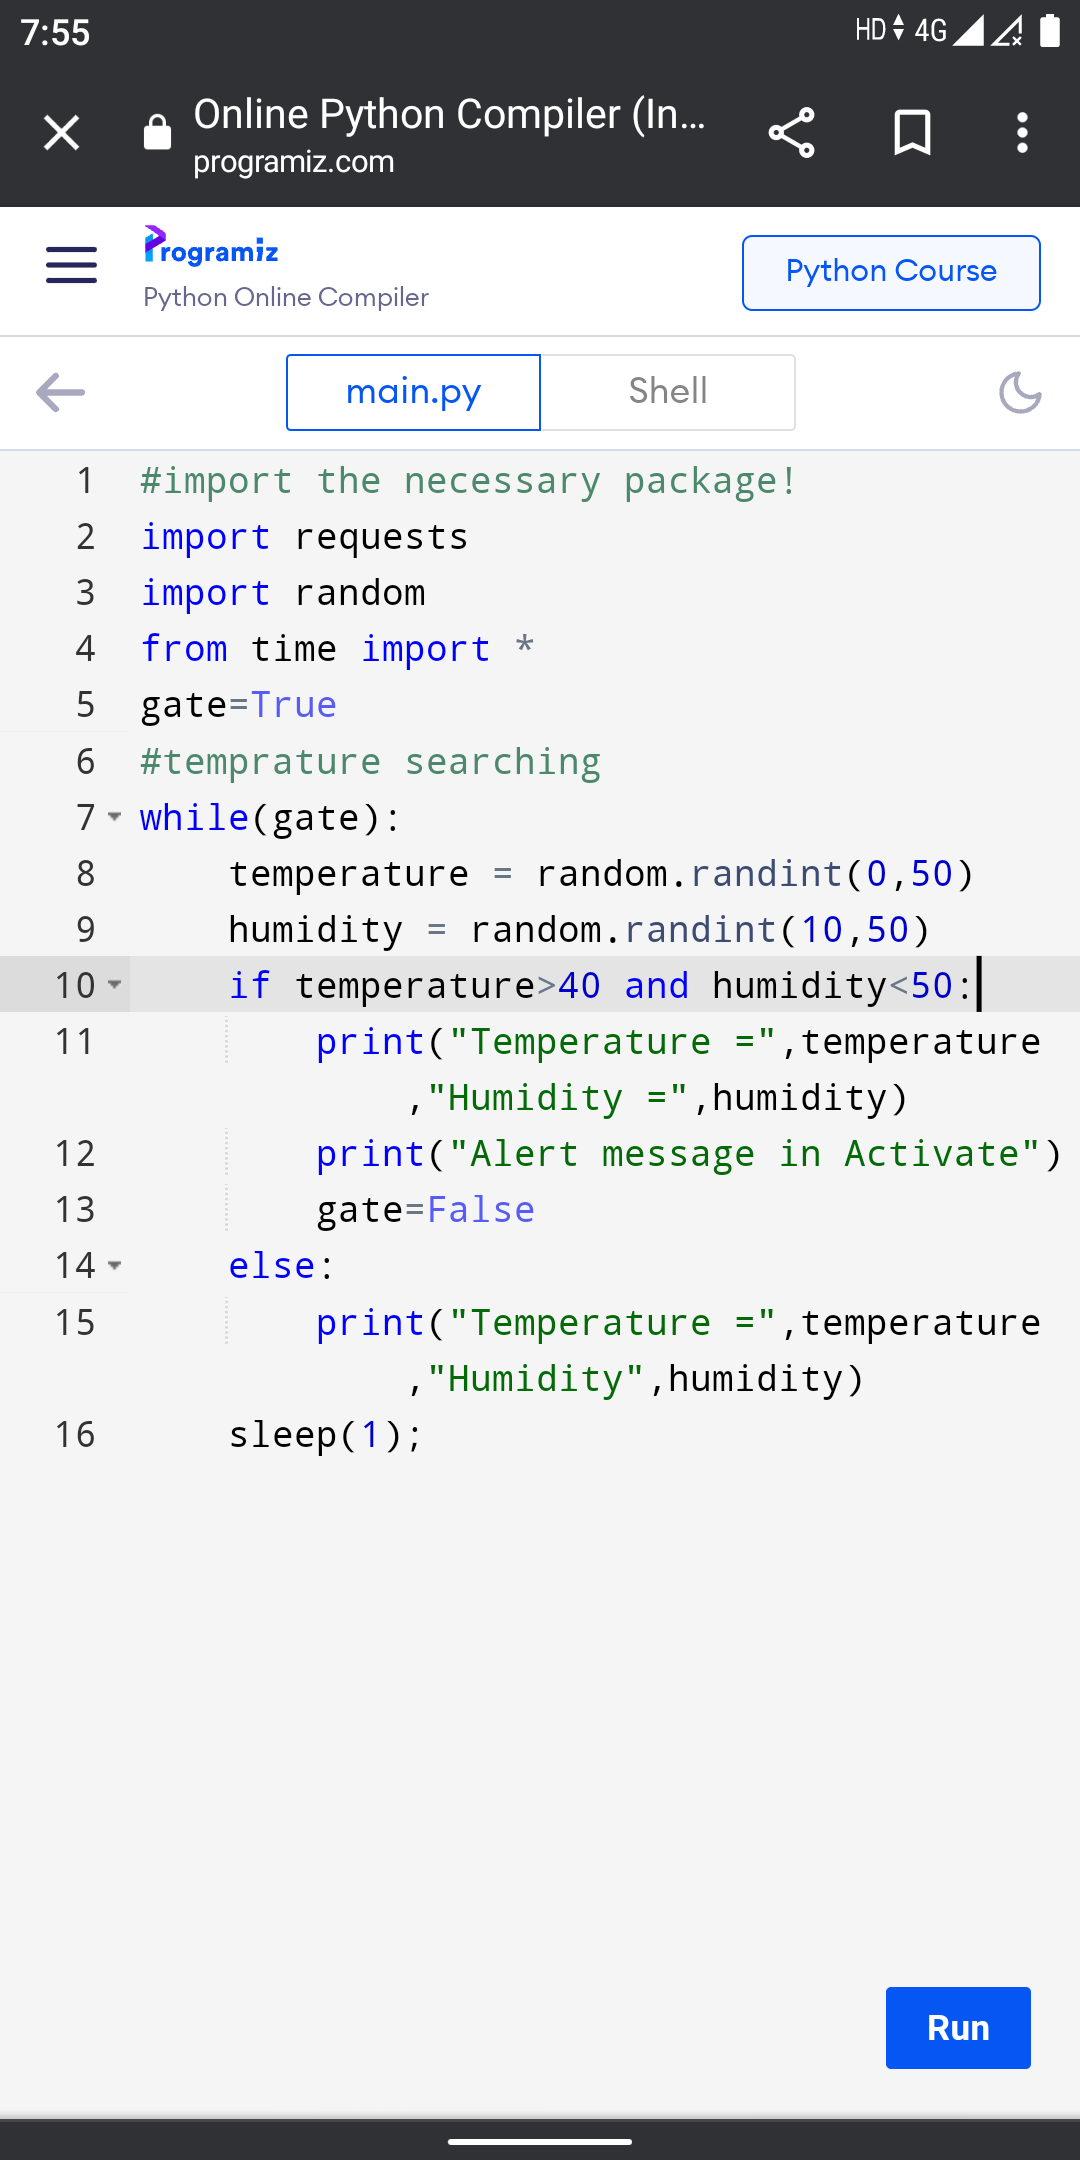 7:55
HD 4G
Online Python Compiler (In...
programiz.com
Programiz
Python Online Compiler
Python Course
main.py
Shell
1 #import the necessary package!
2 import requests
3 import random
4 from time import *
5 gate=True
6 #temprature searching
7 while(gate):
8 temperature = random.randint(0,50)
9 humidity = random.randint(10,50)
10 if temperature>40 and humidity<50:
11 print("Temperature =",temperature
,"Humidity =",humidity)
12 print("Alert message in Activate")
13 gate=False
14 else:
15 print("Temperature =",temperature
,"Humidity",humidity)
16 sleep(1);
Run